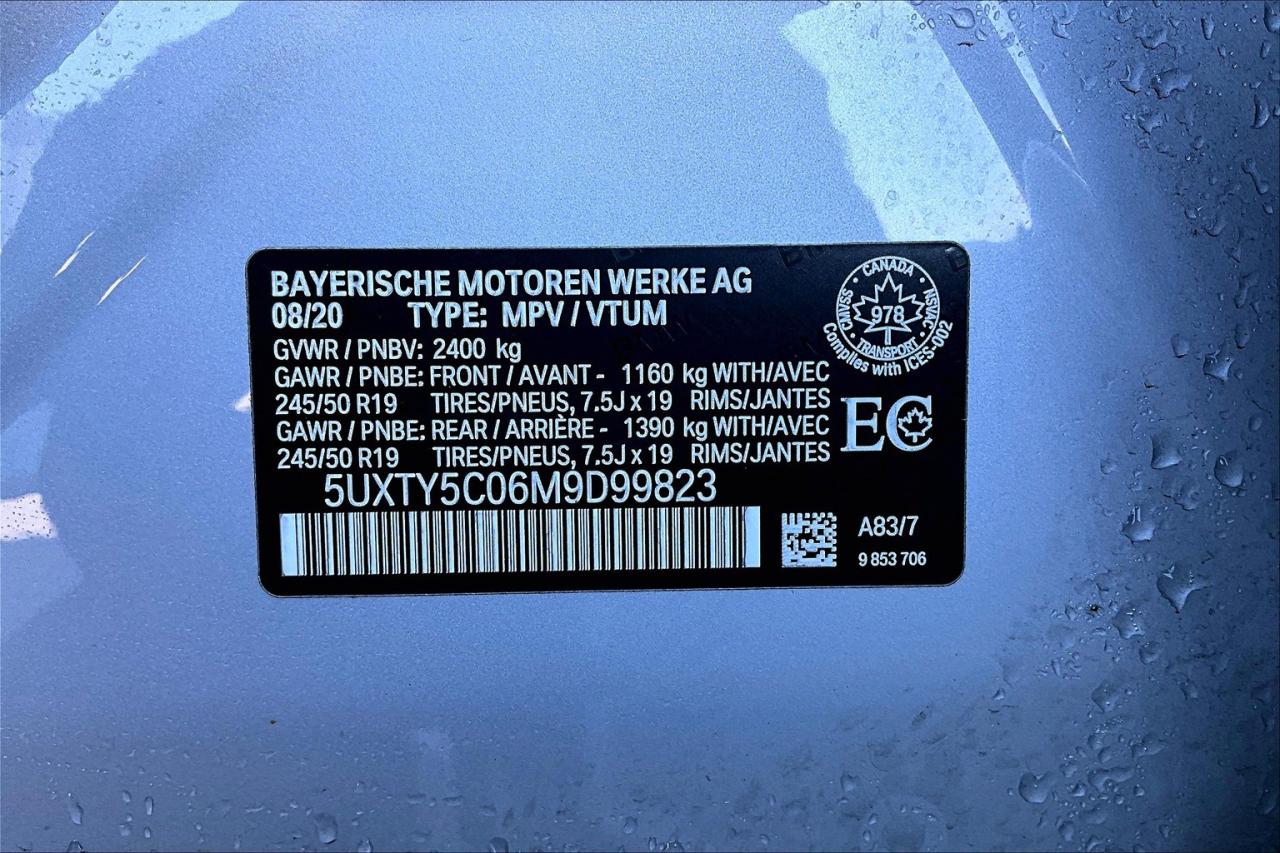 BAYERISCHE MOTOREN WERKE AG
08/20 TYPE: MPV / VTUM
GVWR / PNBV: 2400 kg
GAWR / PNBE: FRONT / AVANT - 1160 kg WITH/AVEC
245/50 R19 TIRES/PNEUS, 7.5J x 19 RIMS/JANTES
GAWR / PNBE: REAR / ARRIÈRE - 1390 kg WITH/AVEC
245/50 R19 TIRES/PNEUS, 7.5J x 19 RIMS/JANTES
5UXTY5C06M9D99823
CANADA
CMVSS
978
NSVAC
TRANSPORT
Complies with ICES-002
EC
A83/7
9 853 706